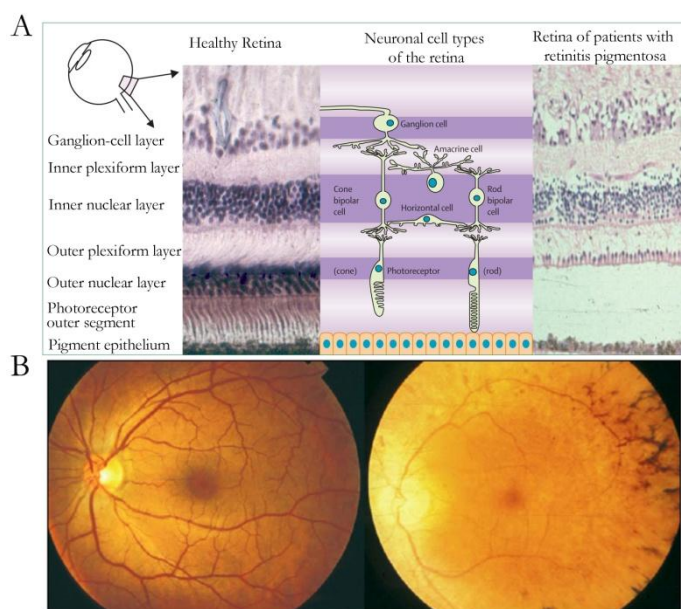 A
Healthy Retina
Neuronal cell types
of the retina
Retina of patients with
retinitis pigmentosa
Ganglion-cell layer
Inner plexiform layer
Inner nuclear layer
Outer plexiform layer
Outer nuclear layer
Photoreceptor
outer segment
Pigment epithelium
Ganglion cell
Amacrine cell
Cone
bipolar
cell
Horizontal cell
Rod
bipolar
cell
(cone)
Photoreceptor
(rod)
B